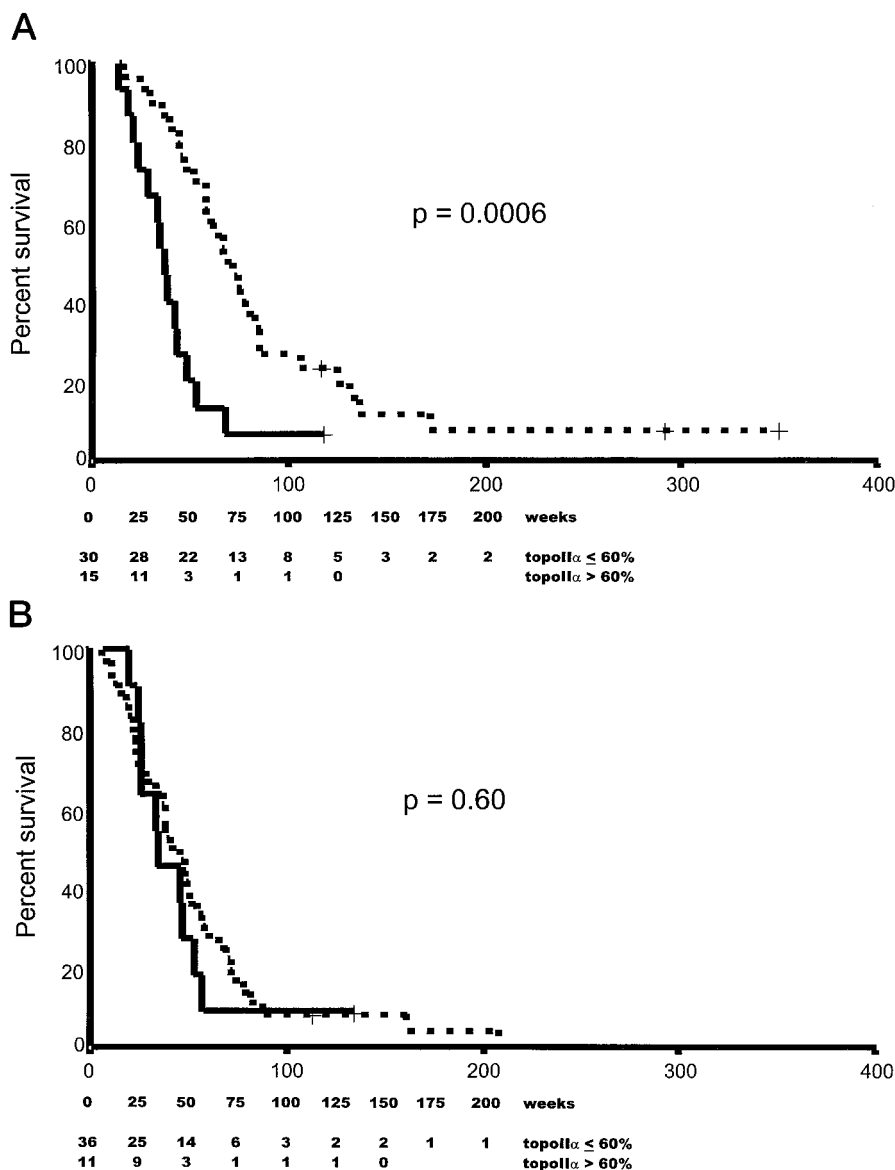 A
100
80
60
40
20
0
Percent survival
p = 0.0006
0 100 200 300 400
0 25 50 75 100 125 150 175 200 weeks
30 28 22 13 8 5 3 2 2 topoIIα ≤ 60%
15 11 3 1 1 0 topoIIα > 60%
B
100
80
60
40
20
0
Percent survival
p = 0.60
0 100 200 300 400
0 25 50 75 100 125 150 175 200 weeks
36 25 14 6 3 2 2 1 1 topoIIα ≤ 60%
11 9 3 1 1 1 0 topoIIα > 60%